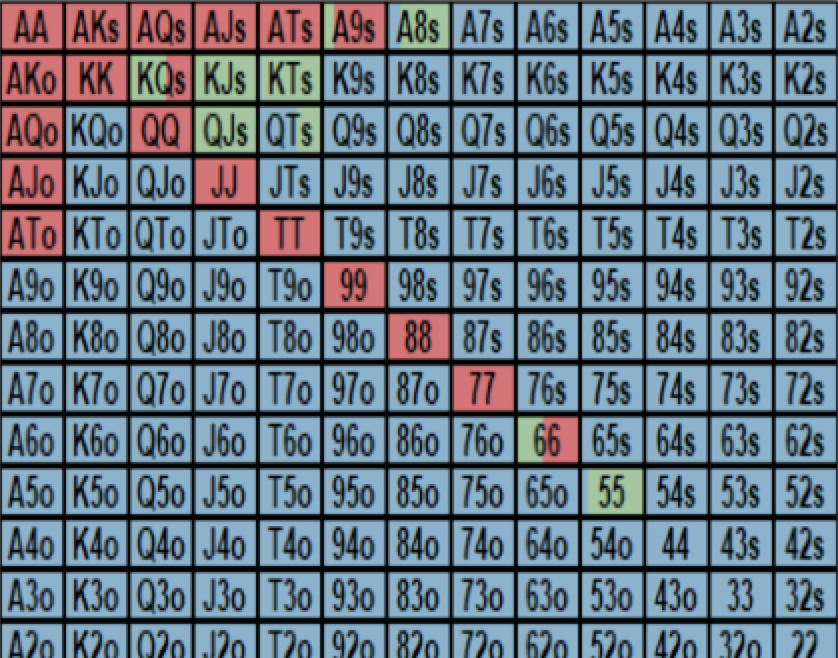 AA AKs AQs AJs ATs A9s A8s A7s A6s A5s A4s A3s A2s
AKo KK KQs KJs KTs K9s K8s K7s K6s K5s K4s K3s K2s
AQo KQo QQ QJs QTs Q9s Q8s Q7s Q6s Q5s Q4s Q3s Q2s
AJo KJo QJo JJ JTs J9s J8s J7s J6s J5s J4s J3s J2s
ATo KTo QTo JTo TT T9s T8s T7s T6s T5s T4s T3s T2s
A9o K9o Q9o J9o T9o 99 98s 97s 96s 95s 94s 93s 92s
A8o K8o Q8o J8o T8o 98o 88 87s 86s 85s 84s 83s 82s
A7o K7o Q7o J7o T7o 97o 87o 77 76s 75s 74s 73s 72s
A6o K6o Q6o J6o T6o 96o 86o 76o 66 65s 64s 63s 62s
A5o K5o Q5o J5o T5o 95o 85o 75o 65o 55 54s 53s 52s
A4o K4o Q4o J4o T4o 94o 84o 74o 64o 54o 44 43s 42s
A3o K3o Q3o J3o T3o 93o 83o 73o 63o 53o 43o 33 32s
A2o K2o Q2o J2o T2o 92o 82o 72o 62o 52o 42o 32o 22